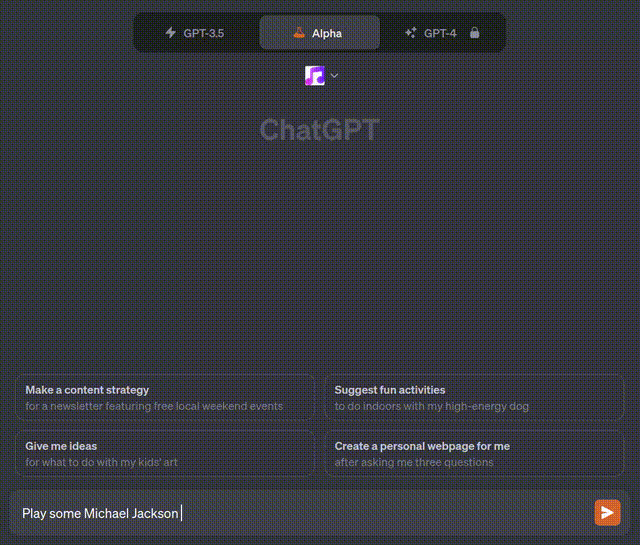 GPT-3.5
Alpha
GPT-4
ChatGPT
Make a content strategy
for a newsletter featuring free local weekend events
Suggest fun activities
to do indoors with my high-energy dog
Give me ideas
for what to do with my kids' art
Create a personal webpage for me
after asking me three questions
Play some Michael Jackson